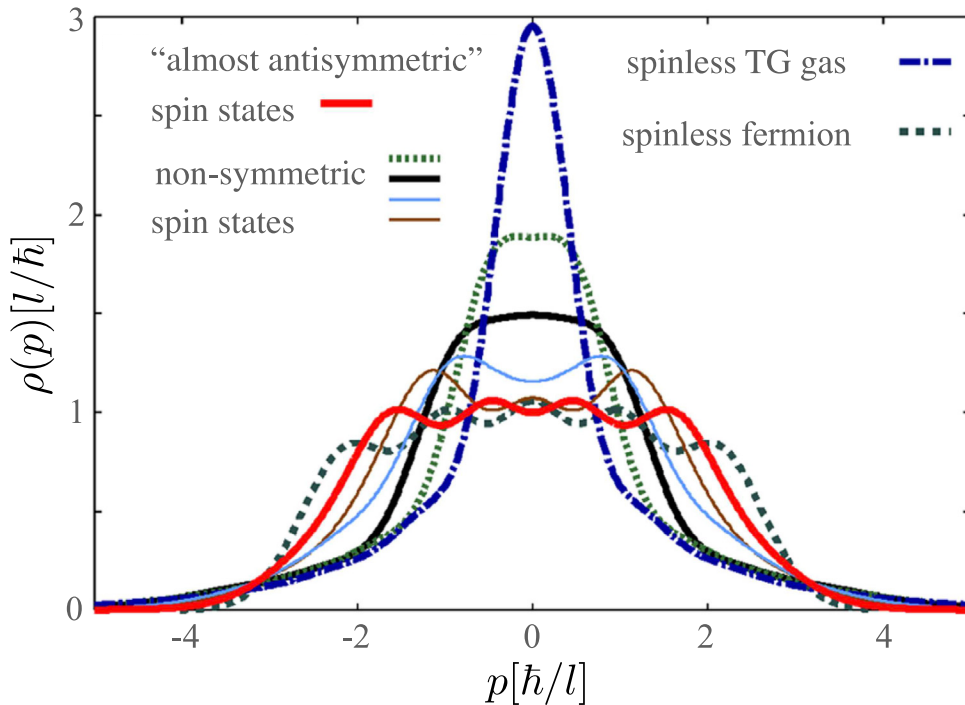 3
“almost antisymmetric”
spin states
spinless TG gas
spinless fermion
non-symmetric
spin states
2
1
0
ρ(p)[l/ħ]
-4
-2
0
2
4
p[ħ/l]